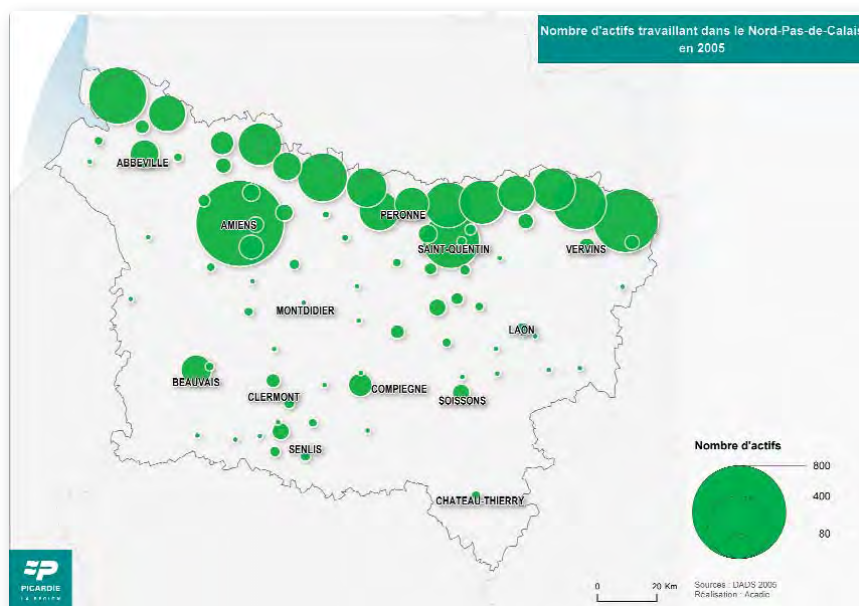 Nombre d'actifs travaillant dans le Nord-Pas-de-Calais
en 2005
ABBEVILLE
AMIENS
PERONNE
SAINT-QUENTIN
VERVINS
MONTDIDIER
LAON
BEAUVAIS
CLERMONT
COMPIEGNE
SOISSONS
SENLIS
CHATEAU-THIERRY
Nombre d'actifs
800
400
80
PICARDIE
LA REGION
0 20 Km
Sources : DADS 2005
Réalisation : Acadie